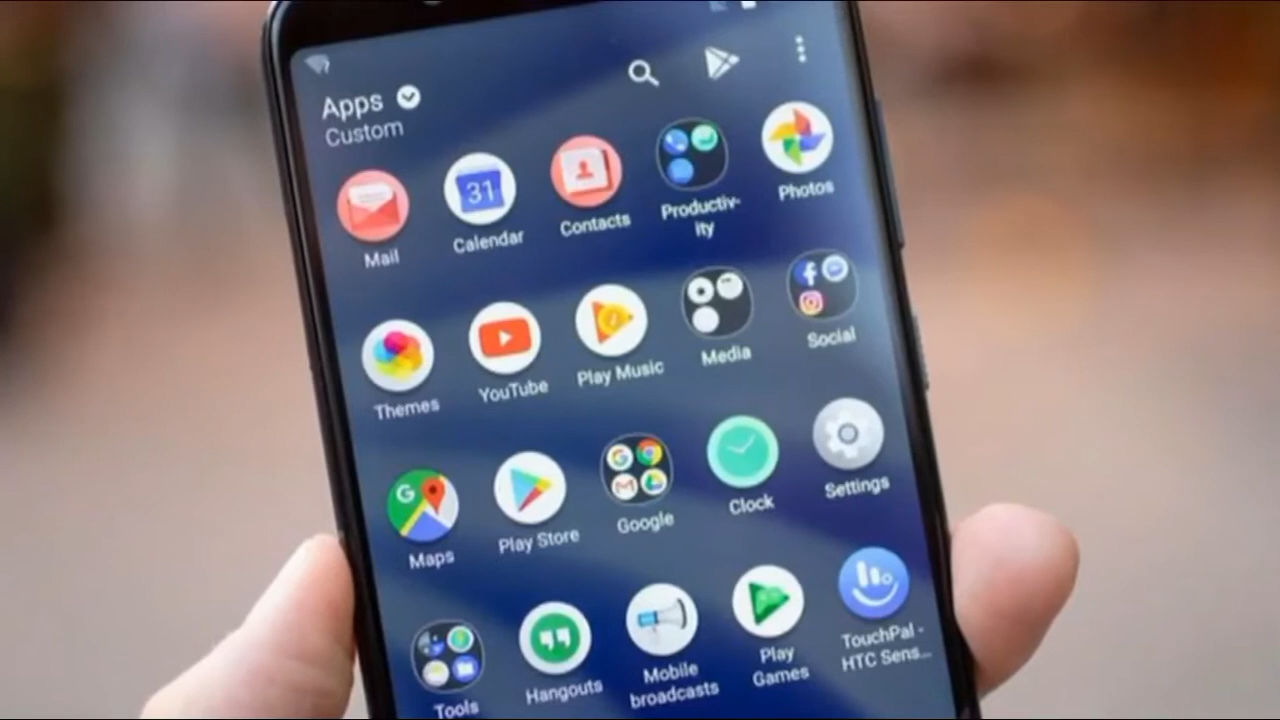 Apps
Custom
Mail
31
Calendar
Contacts
Productiv-
ity
Photos
Themes
YouTube
Play Music
Media
Social
G
Maps
Play Store
Google
Clock
Settings
Tools
Hangouts
Mobile
broadcasts
Play
Games
TouchPal -
HTC Sens...